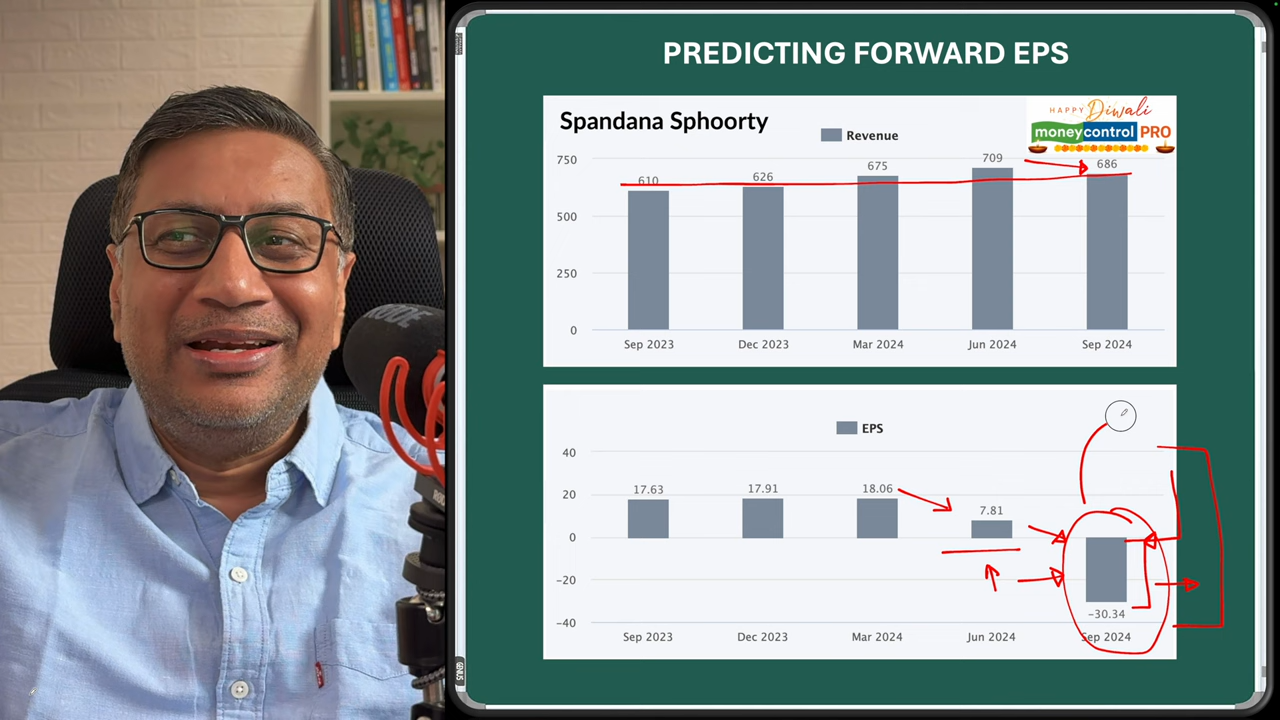 PREDICTING FORWARD EPS
Spandana Sphoorty
HAPPY Diwali
moneycontrol PRO
Revenue
750
500
250
0
610
626
675
709
686
Sep 2023
Dec 2023
Mar 2024
Jun 2024
Sep 2024
EPS
40
20
0
−20
−40
17.63
17.91
18.06
7.81
−30.34
Sep 2023
Dec 2023
Mar 2024
Jun 2024
Sep 2024
RODE